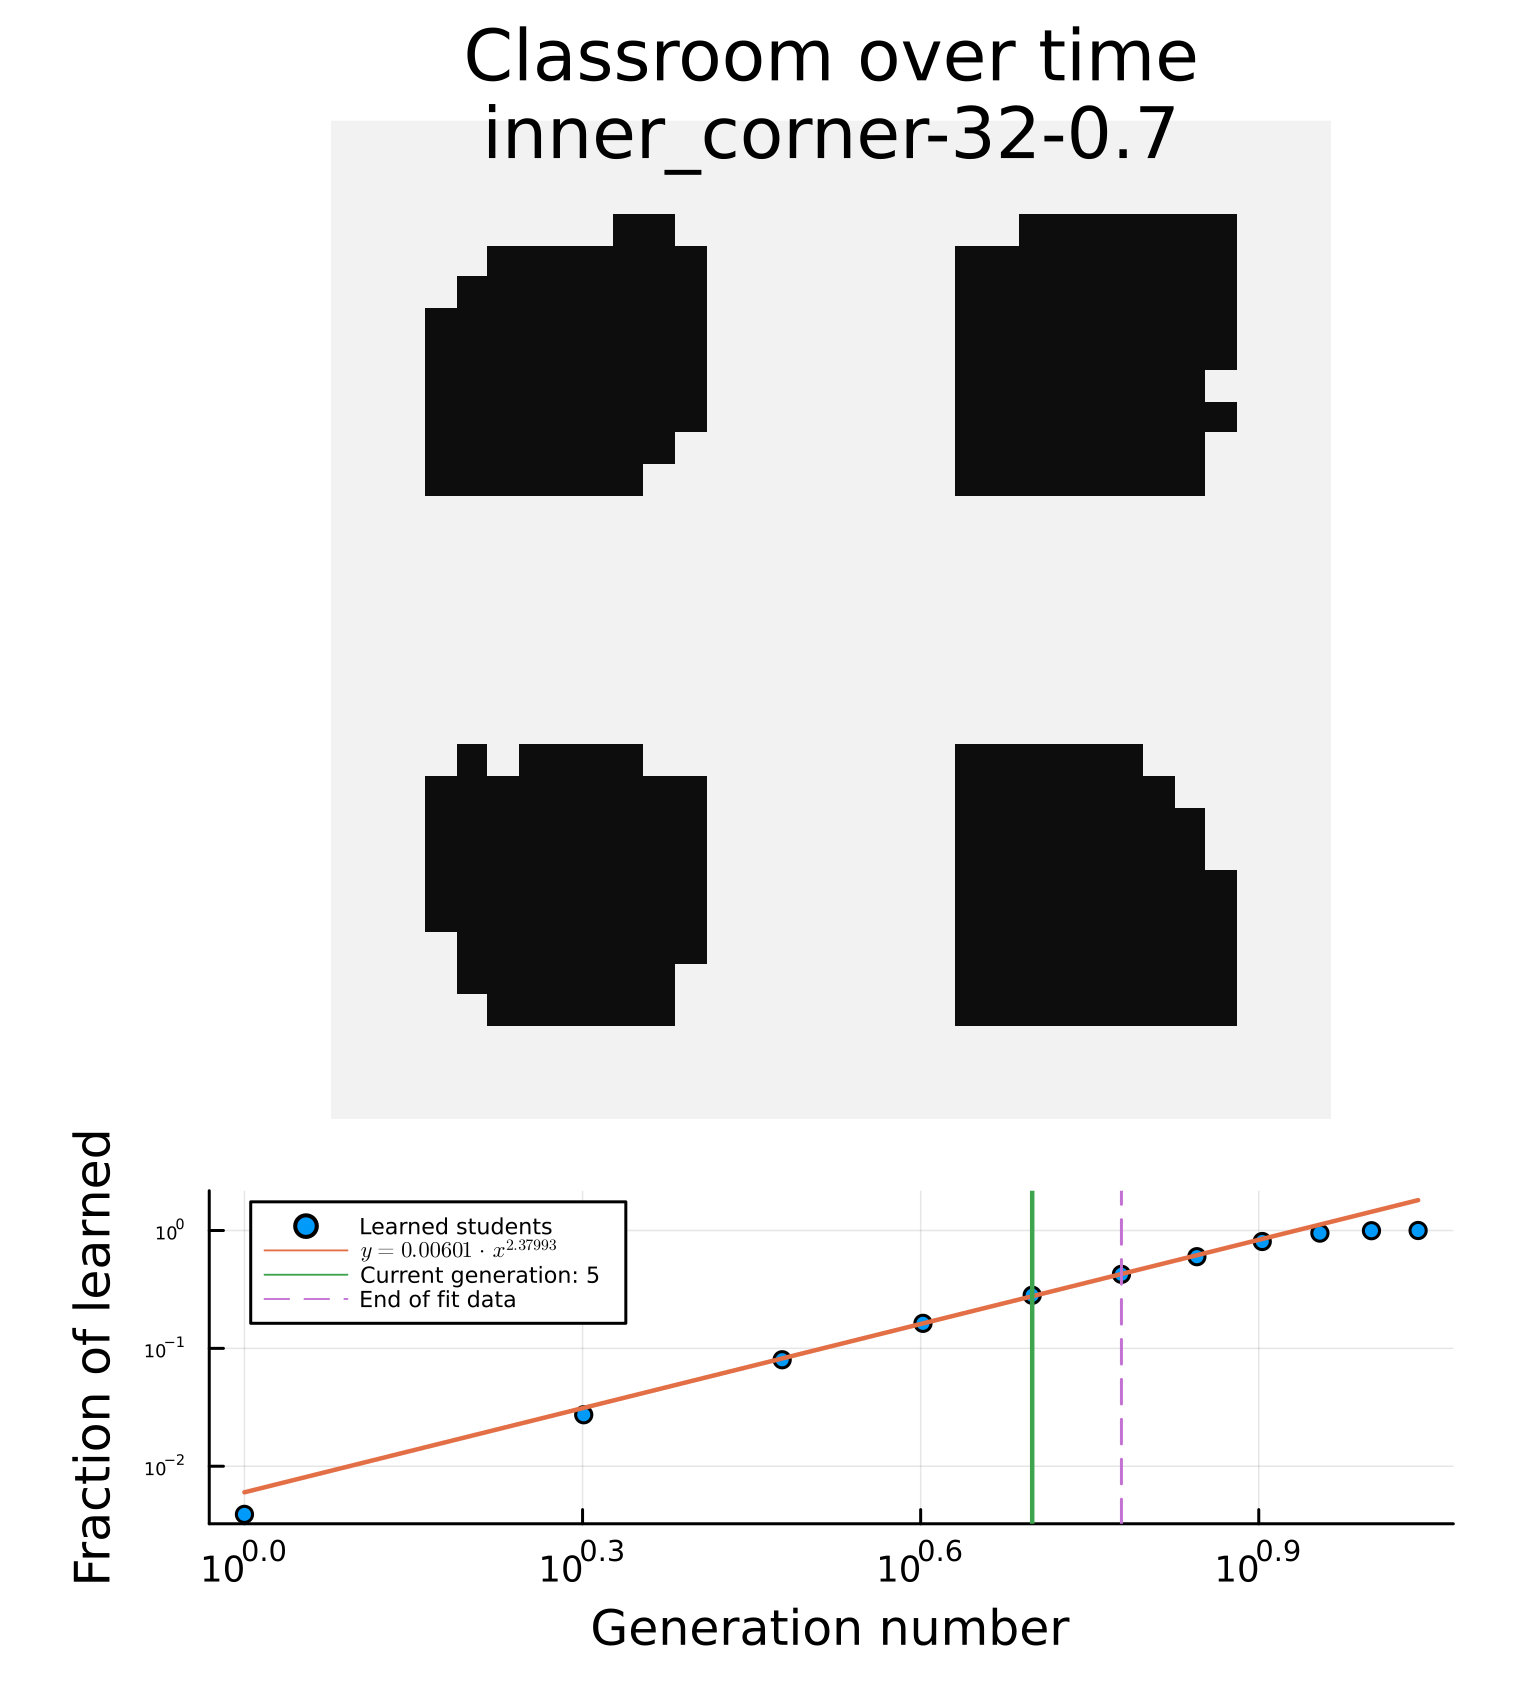 Classroom over time
inner_corner-32-0.7
Fraction of learned
10^0
10^-1
10^-2
Learned students
y = 0.00601 · x^2.37993
Current generation: 5
End of fit data
10^0.0 10^0.3 10^0.6 10^0.9
Generation number